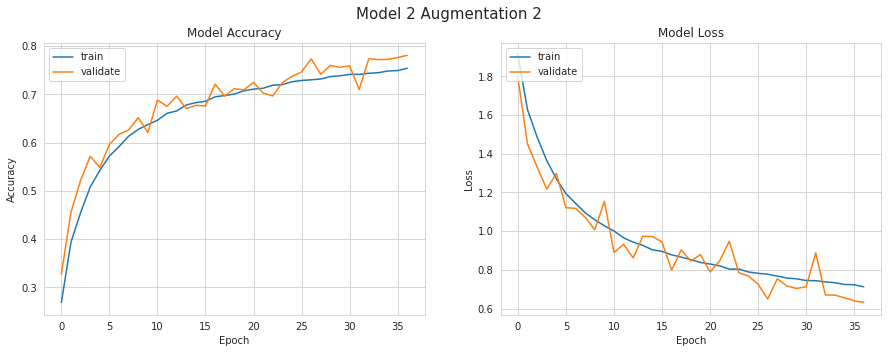 Model 2 Augmentation 2
Model Accuracy
train
validate
0.8
0.7
0.6
0.5
0.4
0.3
Accuracy
0 5 10 15 20 25 30 35
Epoch
Model Loss
train
validate
1.8
1.6
1.4
1.2
1.0
0.8
0.6
Loss
0 5 10 15 20 25 30 35
Epoch